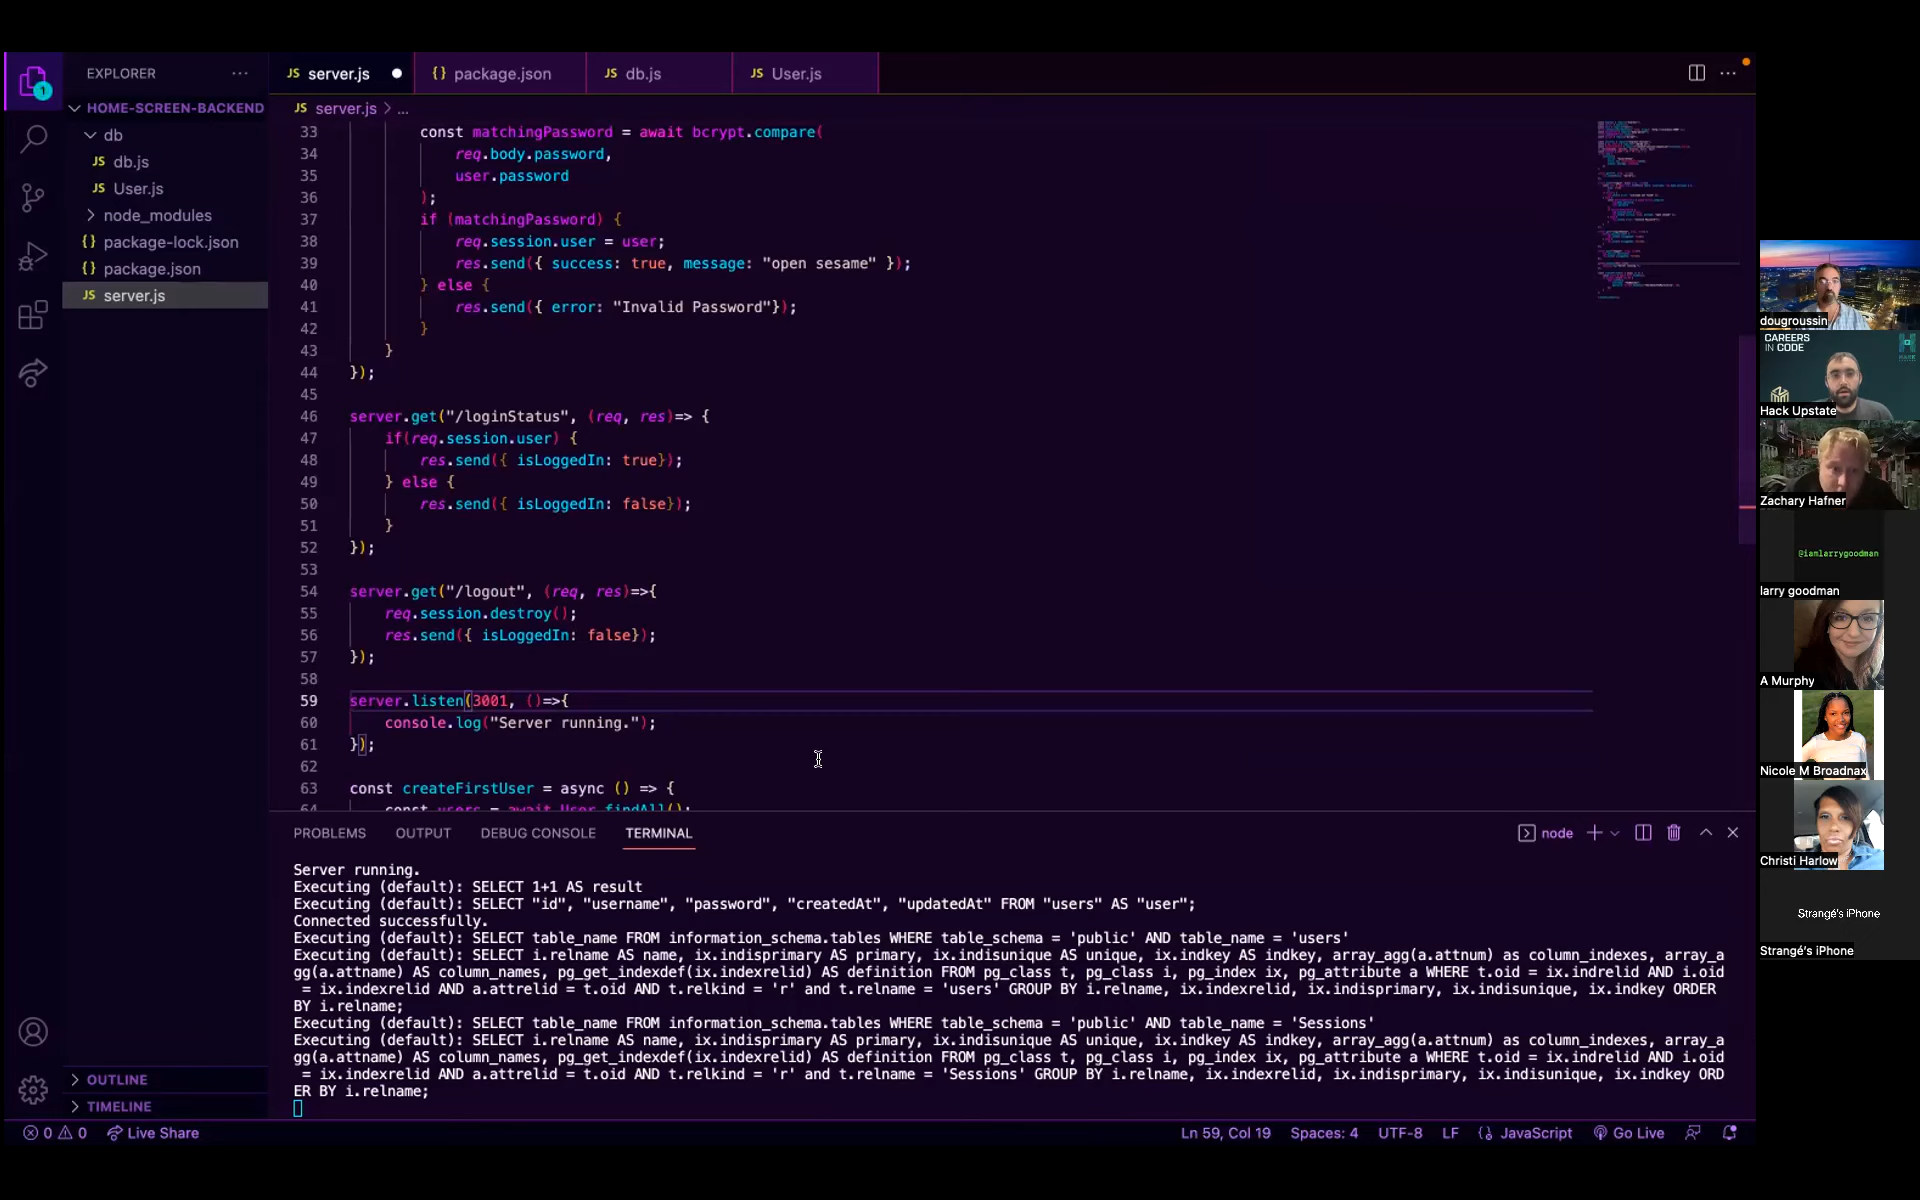 EXPLORER ···
JS server.js ●
{} package.json
JS db.js
JS User.js
1
HOME-SCREEN-BACKEND
db
JS db.js
JS User.js
node_modules
{} package-lock.json
{} package.json
JS server.js
JS server.js > ...
33 const matchingPassword = await bcrypt.compare(
34 req.body.password,
35 user.password
36 );
37 if (matchingPassword) {
38 req.session.user = user;
39 res.send({ success: true, message: "open sesame" });
40 } else {
41 res.send({ error: "Invalid Password"});
42 }
43 }
44 });
45
46 server.get("/loginStatus", (req, res)=> {
47 if(req.session.user) {
48 res.send({ isLoggedIn: true});
49 } else {
50 res.send({ isLoggedIn: false});
51 }
52 });
53
54 server.get("/logout", (req, res)=>{
55 req.session.destroy();
56 res.send({ isLoggedIn: false});
57 });
58
59 server.listen(3001, ()=>{
60 console.log("Server running.");
61 });
62
63 const createFirstUser = async () => {
64 const users = await User.findAll();
PROBLEMS OUTPUT DEBUG CONSOLE TERMINAL
node
Server running.
Executing (default): SELECT 1+1 AS result
Executing (default): SELECT "id", "username", "password", "createdAt", "updatedAt" FROM "users" AS "user";
Connected successfully.
Executing (default): SELECT table_name FROM information_schema.tables WHERE table_schema = 'public' AND table_name = 'users'
Executing (default): SELECT i.relname AS name, ix.indisprimary AS primary, ix.indisunique AS unique, ix.indkey AS indkey, array_agg(a.attnum) as column_indexes, array_a
gg(a.attname) AS column_names, pg_get_indexdef(ix.indexrelid) AS definition FROM pg_class t, pg_class i, pg_index ix, pg_attribute a WHERE t.oid = ix.indrelid AND i.oid
= ix.indexrelid AND a.attrelid = t.oid AND t.relkind = 'r' and t.relname = 'users' GROUP BY i.relname, ix.indexrelid, ix.indisprimary, ix.indisunique, ix.indkey ORDER
BY i.relname;
Executing (default): SELECT table_name FROM information_schema.tables WHERE table_schema = 'public' AND table_name = 'Sessions'
Executing (default): SELECT i.relname AS name, ix.indisprimary AS primary, ix.indisunique AS unique, ix.indkey AS indkey, array_agg(a.attnum) as column_indexes, array_a
gg(a.attname) AS column_names, pg_get_indexdef(ix.indexrelid) AS definition FROM pg_class t, pg_class i, pg_index ix, pg_attribute a WHERE t.oid = ix.indrelid AND i.oid
= ix.indexrelid AND a.attrelid = t.oid AND t.relkind = 'r' and t.relname = 'Sessions' GROUP BY i.relname, ix.indexrelid, ix.indisprimary, ix.indisunique, ix.indkey ORD
ER BY i.relname;
OUTLINE
TIMELINE
0 0 Live Share
Ln 59, Col 19 Spaces: 4 UTF-8 LF {} JavaScript Go Live
dougroussin
CAREERS
IN CODE
Hack Upstate
Zachary Hafner
@iamlarrygoodman
larry goodman
A Murphy
Nicole M Broadnax
Christi Harlow
Strangé's iPhone
Strangé's iPhone